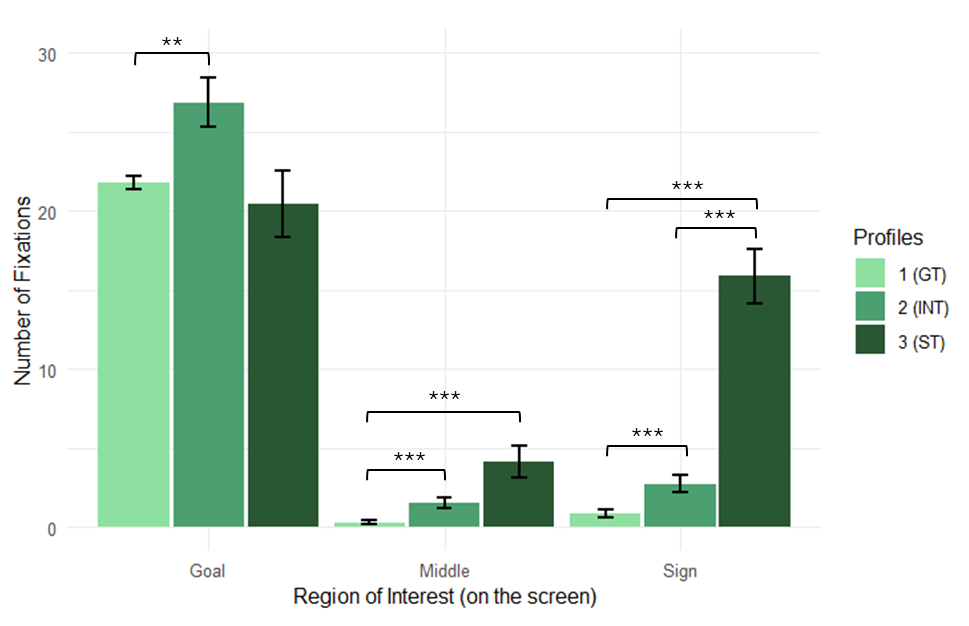 Number of Fixations
30
20
10
0
**
***
***
***
***
***
Goal
Middle
Sign
Region of Interest (on the screen)
Profiles
1 (GT)
2 (INT)
3 (ST)